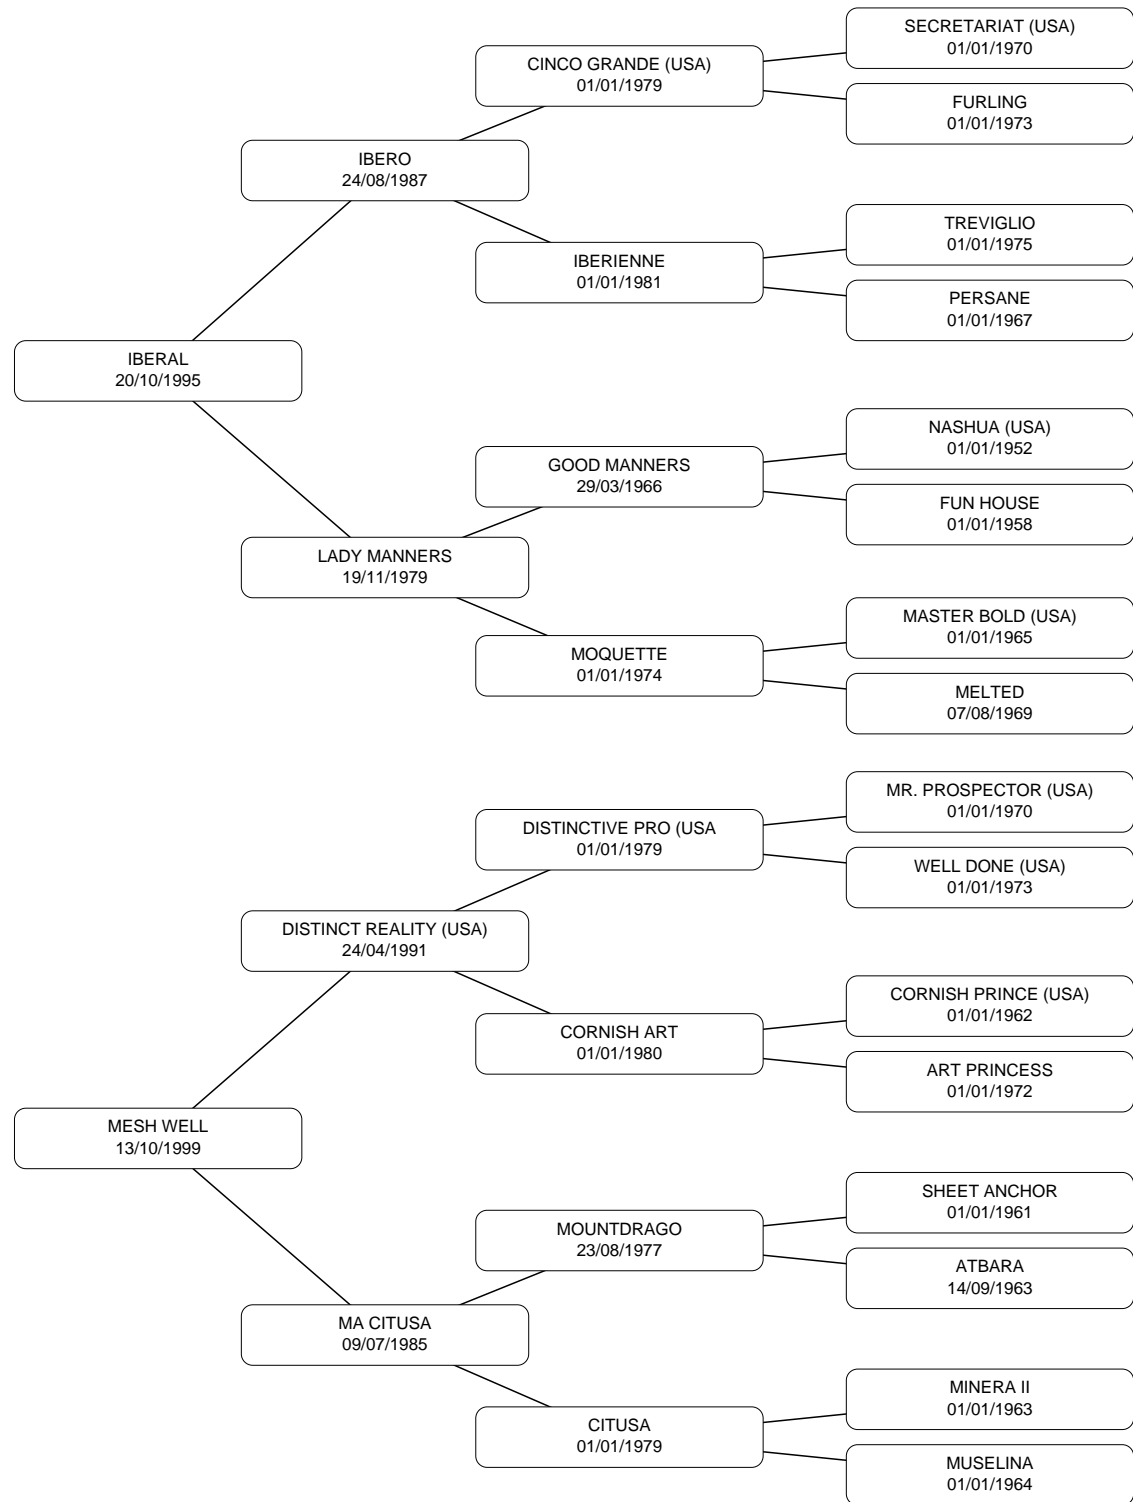 SECRETARIAT (USA)
01/01/1970
CINCO GRANDE (USA)
01/01/1979
FURLING
01/01/1973
IBERO
24/08/1987
TREVIGLIO
01/01/1975
IBERIENNE
01/01/1981
PERSANE
01/01/1967
IBERAL
20/10/1995
NASHUA (USA)
01/01/1952
GOOD MANNERS
29/03/1966
FUN HOUSE
01/01/1958
LADY MANNERS
19/11/1979
MASTER BOLD (USA)
01/01/1965
MOQUETTE
01/01/1974
MELTED
07/08/1969
MR. PROSPECTOR (USA)
01/01/1970
DISTINCTIVE PRO (USA
01/01/1979
WELL DONE (USA)
01/01/1973
DISTINCT REALITY (USA)
24/04/1991
CORNISH PRINCE (USA)
01/01/1962
CORNISH ART
01/01/1980
ART PRINCESS
01/01/1972
MESH WELL
13/10/1999
SHEET ANCHOR
01/01/1961
MOUNTDRAGO
23/08/1977
ATBARA
14/09/1963
MA CITUSA
09/07/1985
MINERA II
01/01/1963
CITUSA
01/01/1979
MUSELINA
01/01/1964